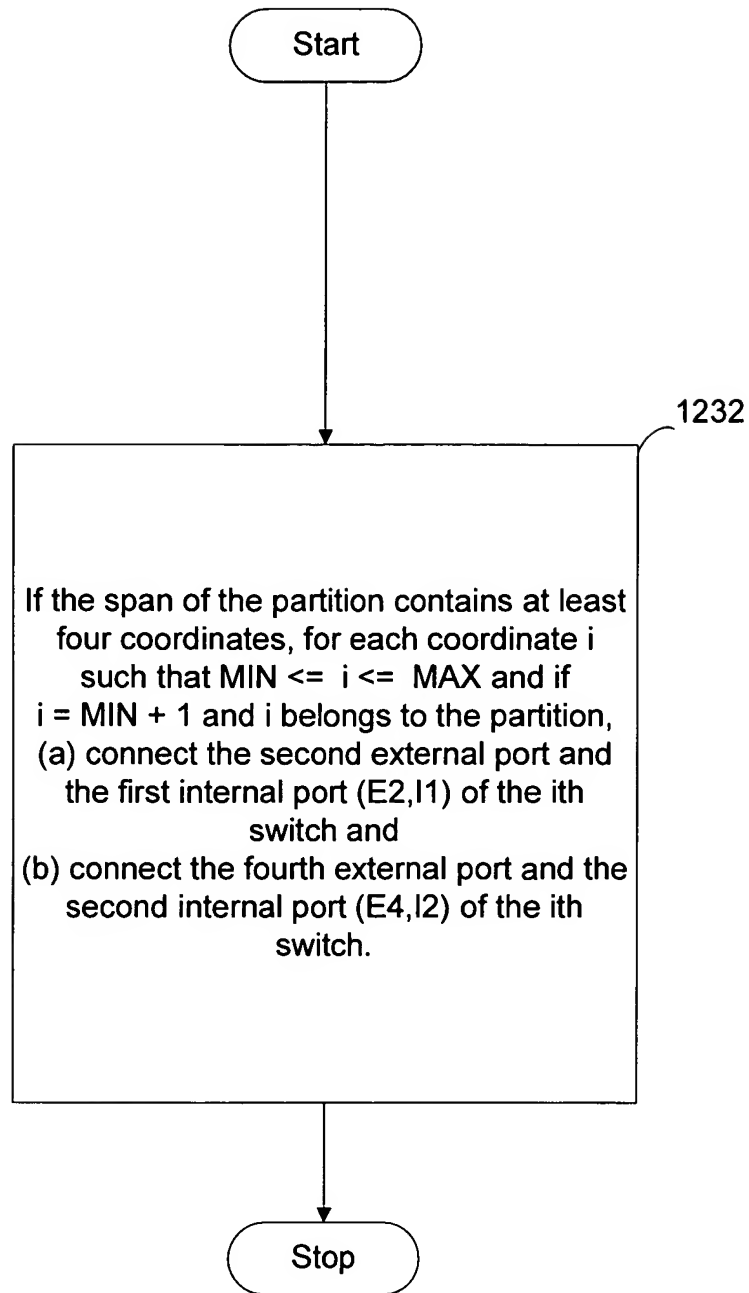 Start
1232
If the span of the partition contains at least
four coordinates, for each coordinate i
such that MIN <= i <= MAX and if
i = MIN + 1 and i belongs to the partition,
(a) connect the second external port and
the first internal port (E2,I1) of the ith
switch and
(b) connect the fourth external port and the
second internal port (E4,I2) of the ith
switch.
Stop